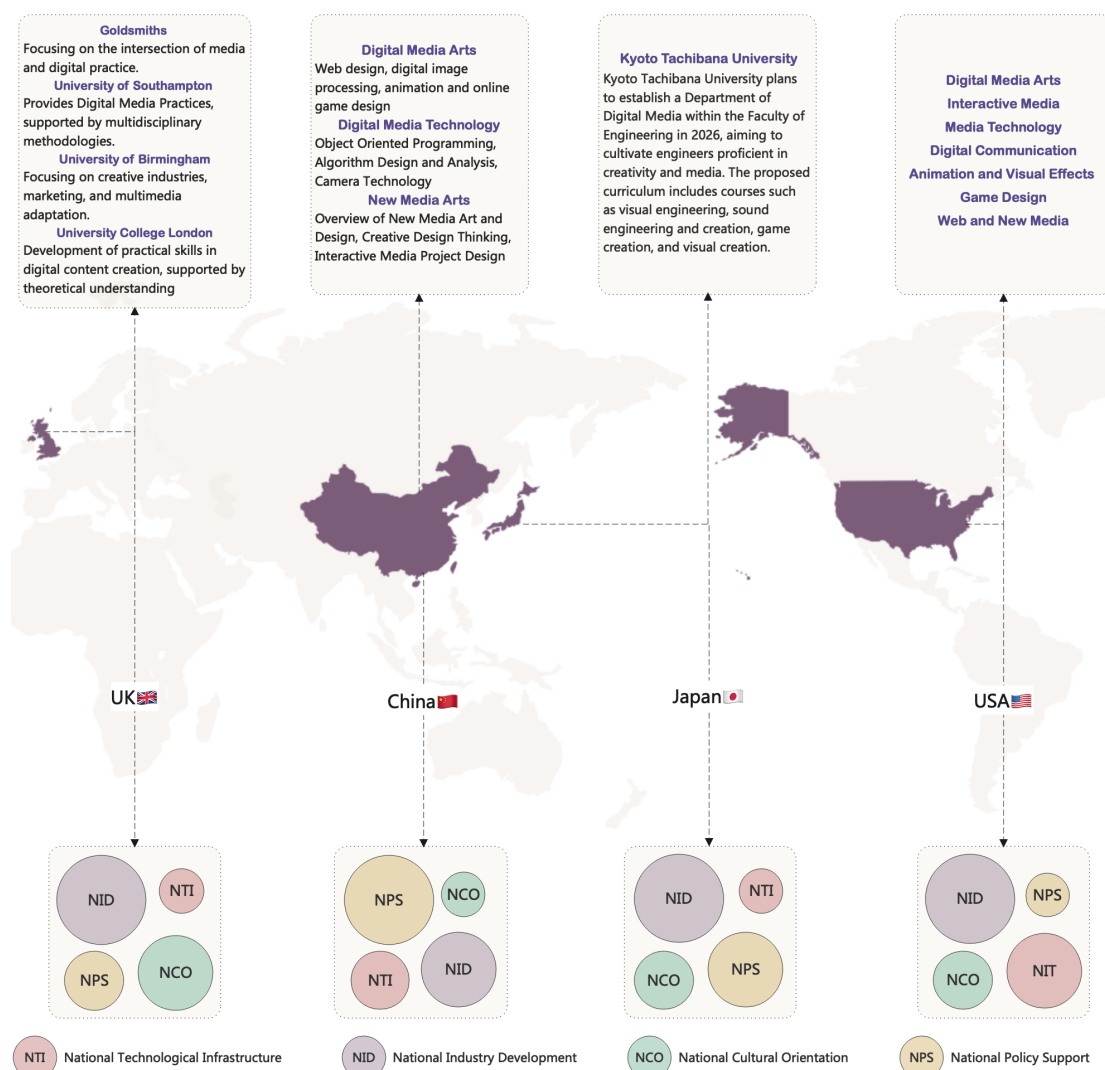 Goldsmiths
Focusing on the intersection of media
and digital practice.
University of Southampton
Provides Digital Media Practices,
supported by multidisciplinary
methodologies.
University of Birmingham
Focusing on creative industries,
marketing, and multimedia
adaptation.
University College London
Development of practical skills in
digital content creation, supported by
theoretical understanding
Digital Media Arts
Web design, digital image
processing, animation and online
game design
Digital Media Technology
Object Oriented Programming,
Algorithm Design and Analysis,
Camera Technology
New Media Arts
Overview of New Media Art and
Design, Creative Design Thinking,
Interactive Media Project Design
Kyoto Tachibana University
Kyoto Tachibana University plans
to establish a Department of
Digital Media within the Faculty of
Engineering in 2026, aiming to
cultivate engineers proficient in
creativity and media. The proposed
curriculum includes courses such
as visual engineering, sound
engineering and creation, game
creation, and visual creation.
Digital Media Arts
Interactive Media
Media Technology
Digital Communication
Animation and Visual Effects
Game Design
Web and New Media
UK
China
Japan
USA
NID
NTI
NPS
NCO
NPS
NCO
NTI
NID
NID
NTI
NCO
NPS
NID
NPS
NCO
NIT
NTI National Technological Infrastructure
NID National Industry Development
NCO National Cultural Orientation
NPS National Policy Support